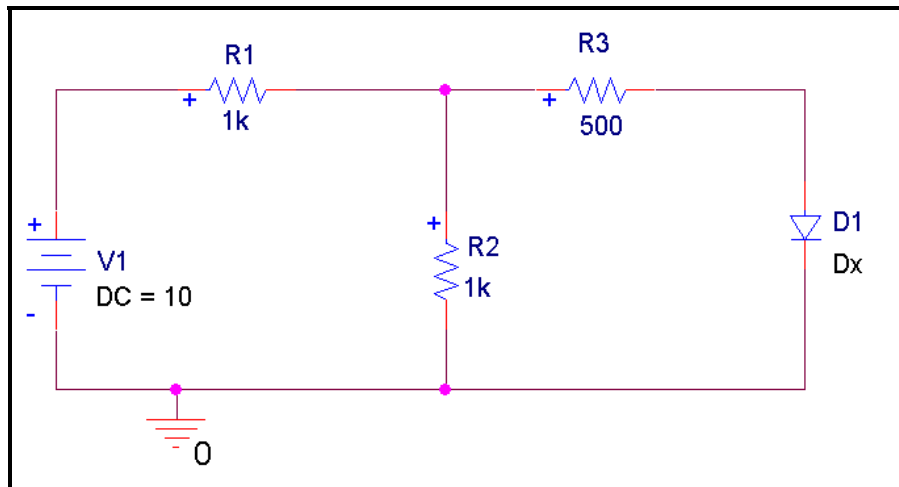 R1
1k
R3
500
+
+
+
V1
DC = 10
-
+
R2
1k
D1
Dx
0